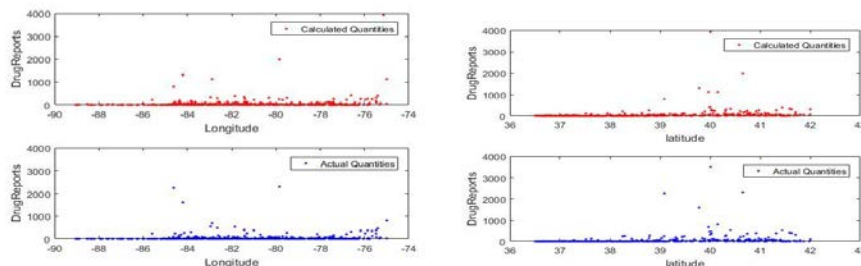 4000
3000
2000
1000
0
DrugReports
Calculated Quantities
-90 -88 -86 -84 -82 -80 -78 -76 -74
Longitude
4000
3000
2000
1000
0
DrugReports
Actual Quantities
-90 -88 -86 -84 -82 -80 -78 -76 -74
Longitude
4000
3000
2000
1000
0
DrugReports
Calculated Quantities
36 37 38 39 40 41 42
latitude
4000
3000
2000
1000
0
DrugReports
Actual Quantities
36 37 38 39 40 41 42
latitude